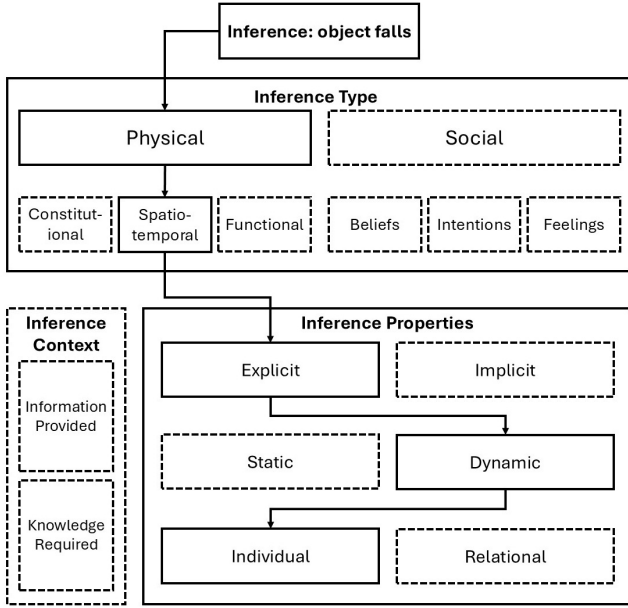 Inference: object falls
Inference Type
Physical
Social
Constitut-
ional
Spatio-
temporal
Functional
Beliefs
Intentions
Feelings
Inference
Context
Information
Provided
Knowledge
Required
Inference Properties
Explicit
Implicit
Static
Dynamic
Individual
Relational